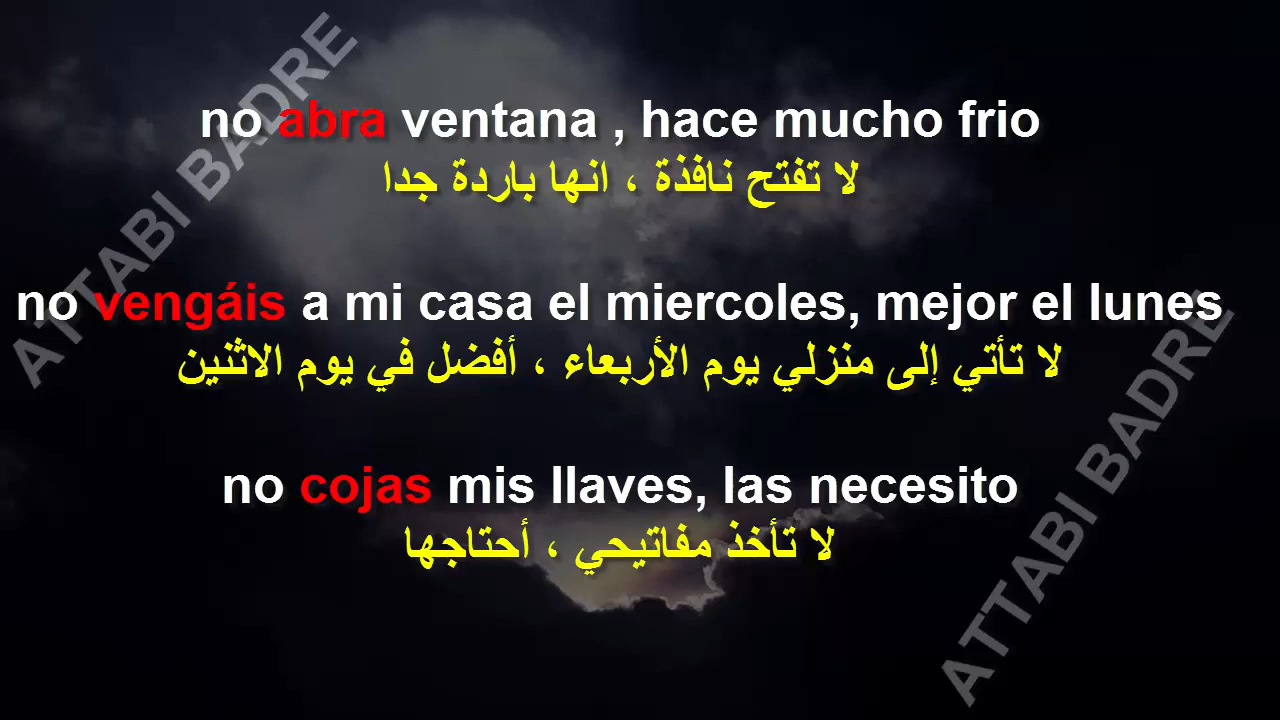 no abra ventana , hace mucho frio
لا تفتح نافذة ، انها باردة جدا
no vengáis a mi casa el miercoles, mejor el lunes
لا تأتي إلى منزلي يوم الأربعاء ، أفضل في يوم الاثنين
no cojas mis llaves, las necesito
لا تأخذ مفاتيحي ، أحتاجها
ATTABI BADRE
ATTABI BADRE